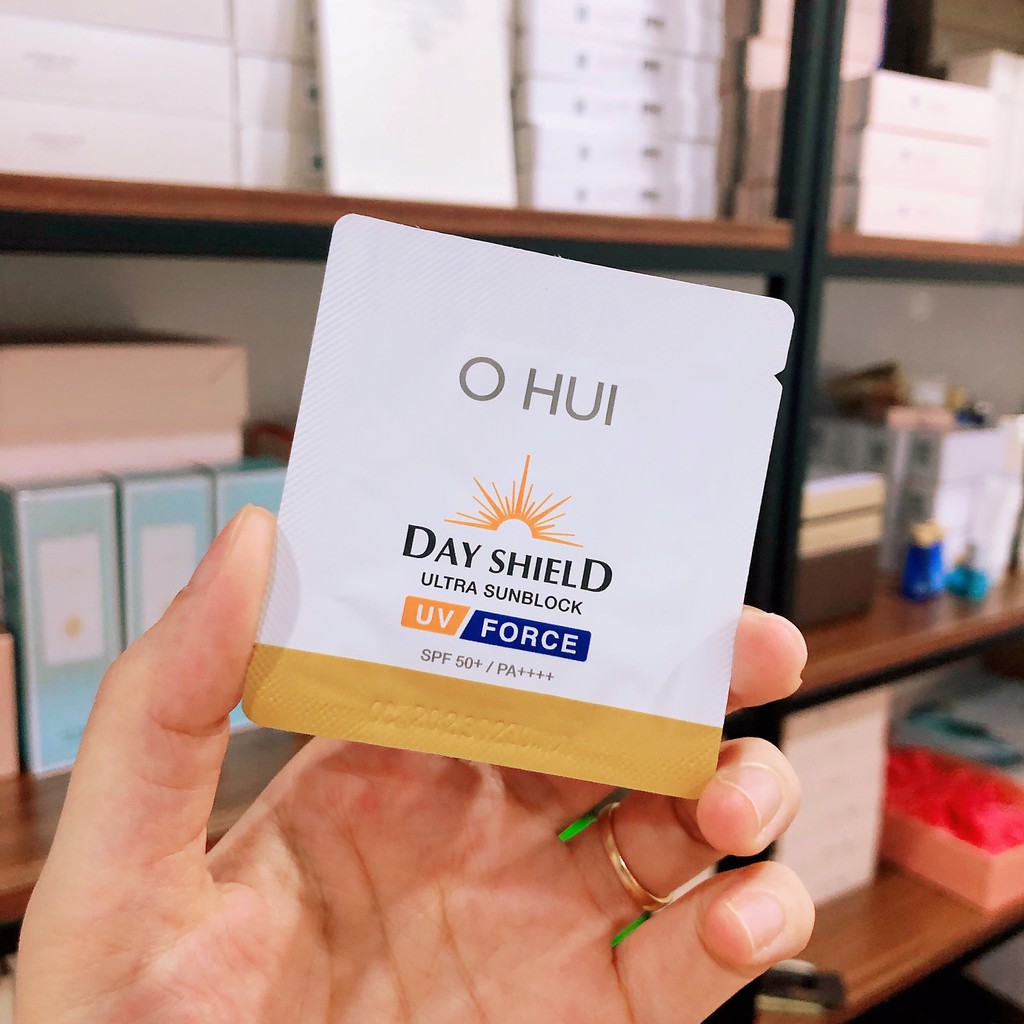 O HUI
DAY SHIELD
ULTRA SUNBLOCK
UV FORCE
SPF 50+ / PA++++